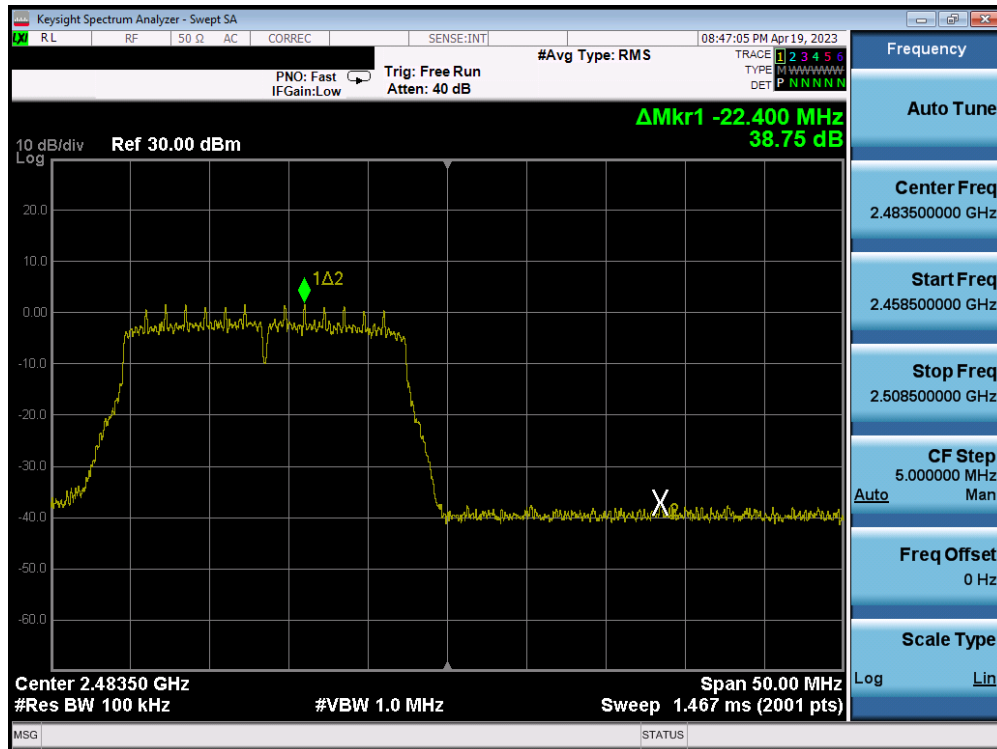 Keysight Spectrum Analyzer - Swept SA
LXI RL RF 50 Ω AC CORREC SENSE:INT 08:47:05 PM Apr 19, 2023
#Avg Type: RMS TRACE 1 2 3 4 5 6
PNO: Fast Trig: Free Run TYPE M W W W W W
IFGain:Low Atten: 40 dB DET P N N N N N
ΔMkr1 -22.400 MHz
38.75 dB
10 dB/div Ref 30.00 dBm
Log
20.0
10.0
1Δ2
0.00
-10.0
-20.0
-30.0
X
-40.0
-50.0
-60.0
Center 2.48350 GHz Span 50.00 MHz
#Res BW 100 kHz #VBW 1.0 MHz Sweep 1.467 ms (2001 pts)
MSG STATUS
Frequency
Auto Tune
Center Freq
2.483500000 GHz
Start Freq
2.458500000 GHz
Stop Freq
2.508500000 GHz
CF Step
5.000000 MHz
Auto Man
Freq Offset
0 Hz
Scale Type
Log Lin